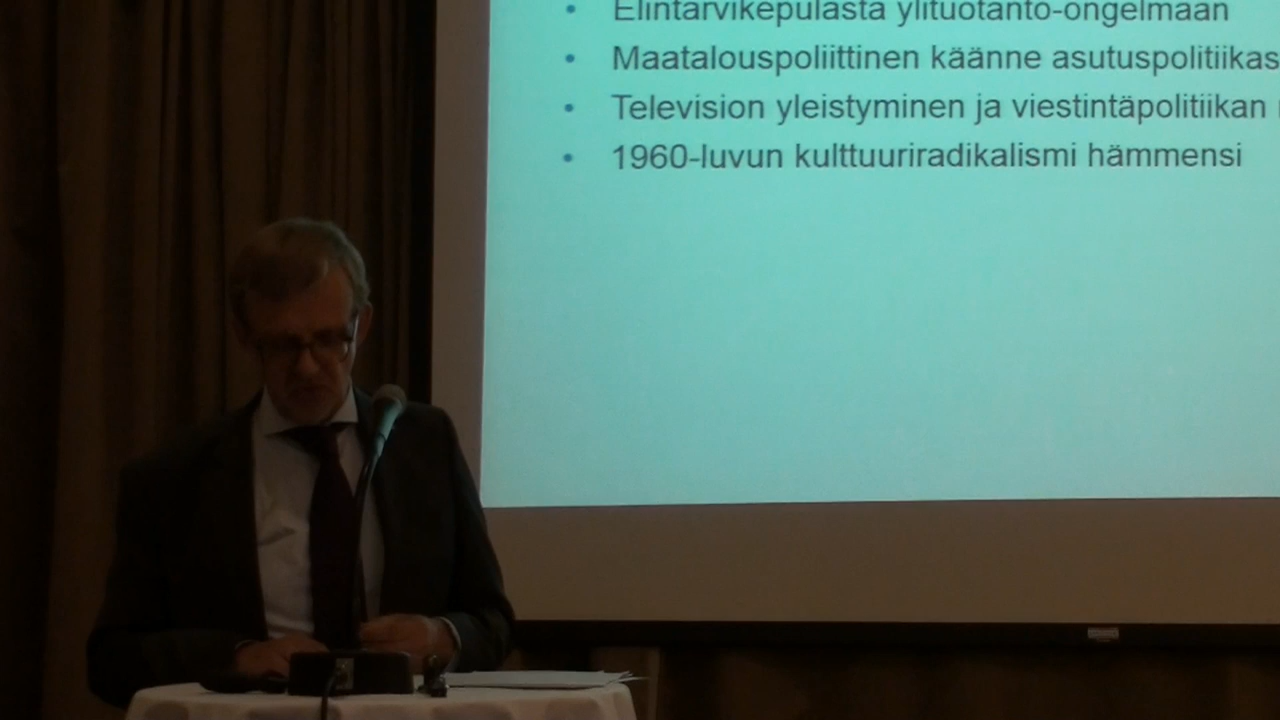 • Elintarvikepulasta ylituotanto-ongelmaan
• Maatalouspoliittinen käänne asutuspolitiikas
• Television yleistyminen ja viestintäpolitiikan
• 1960-luvun kulttuuriradikalismi hämmensi